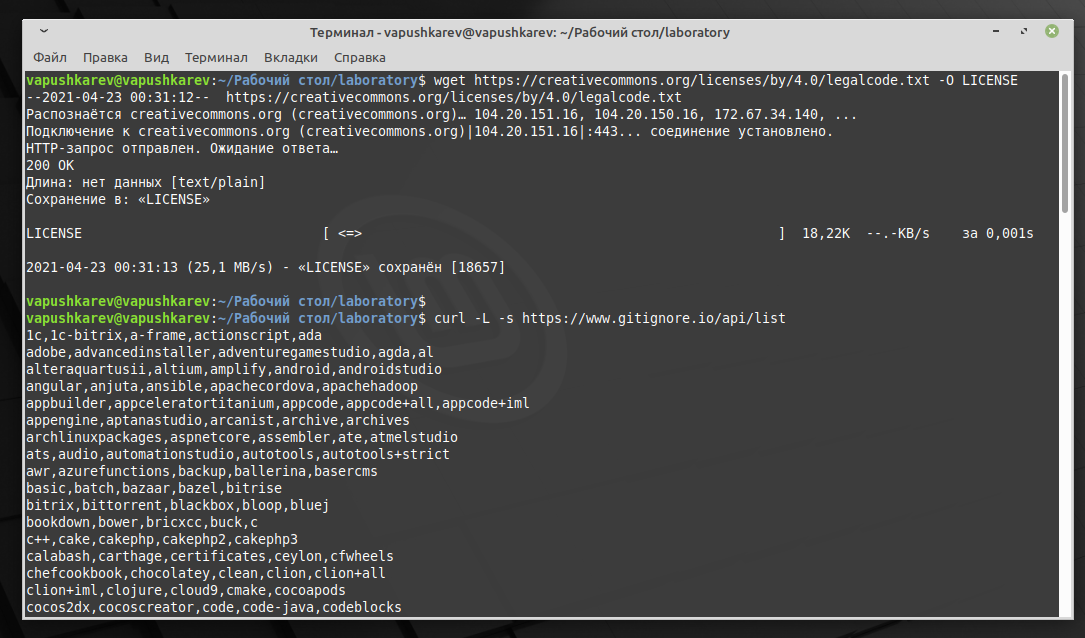 Терминал - vapushkarev@vapushkarev: ~/Рабочий стол/laboratory
Файл Правка Вид Терминал Вкладки Справка
vapushkarev@vapushkarev:~/Рабочий стол/laboratory$ wget https://creativecommons.org/licenses/by/4.0/legalcode.txt -O LICENSE
--2021-04-23 00:31:12--  https://creativecommons.org/licenses/by/4.0/legalcode.txt
Распознаётся creativecommons.org (creativecommons.org)… 104.20.151.16, 104.20.150.16, 172.67.34.140, ...
Подключение к creativecommons.org (creativecommons.org)|104.20.151.16|:443... соединение установлено.
HTTP-запрос отправлен. Ожидание ответа…
200 OK
Длина: нет данных [text/plain]
Сохранение в: «LICENSE»
LICENSE [ <=> ] 18,22K --.-KB/s за 0,001s
2021-04-23 00:31:13 (25,1 MB/s) - «LICENSE» сохранён [18657]
vapushkarev@vapushkarev:~/Рабочий стол/laboratory$
vapushkarev@vapushkarev:~/Рабочий стол/laboratory$ curl -L -s https://www.gitignore.io/api/list
1c,1c-bitrix,a-frame,actionscript,ada
adobe,advancedinstaller,adventuregamestudio,agda,al
alteraquartusii,altium,amplify,android,androidstudio
angular,anjuta,ansible,apachecordova,apachehadoop
appbuilder,appceleratortitanium,appcode,appcode+all,appcode+iml
appengine,aptanastudio,arcanist,archive,archives
archlinuxpackages,aspnetcore,assembler,ate,atmelstudio
ats,audio,automationstudio,autotools,autotools+strict
awr,azurefunctions,backup,ballerina,basercms
basic,batch,bazaar,bazel,bitrise
bitrix,bittorrent,blackbox,bloop,bluej
bookdown,bower,bricxcc,buck,c
c++,cake,cakephp,cakephp2,cakephp3
calabash,carthage,certificates,ceylon,cfwheels
chefcookbook,chocolatey,clean,clion,clion+all
clion+iml,clojure,cloud9,cmake,cocoapods
cocos2dx,cocoscreator,code,code-java,codeblocks